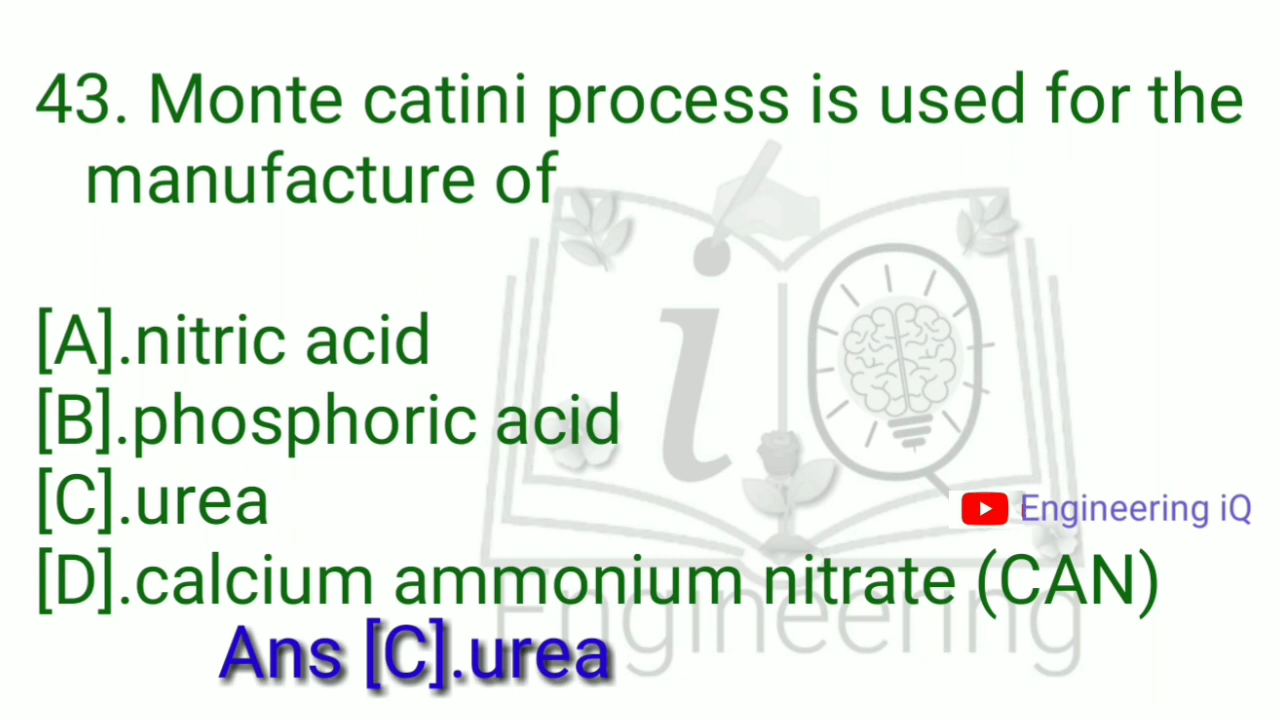 43. Monte catini process is used for the
manufacture of
[A].nitric acid
[B].phosphoric acid
[C].urea
Engineering iQ
[D].calcium ammonium nitrate (CAN)
Engineering
Ans [C].urea